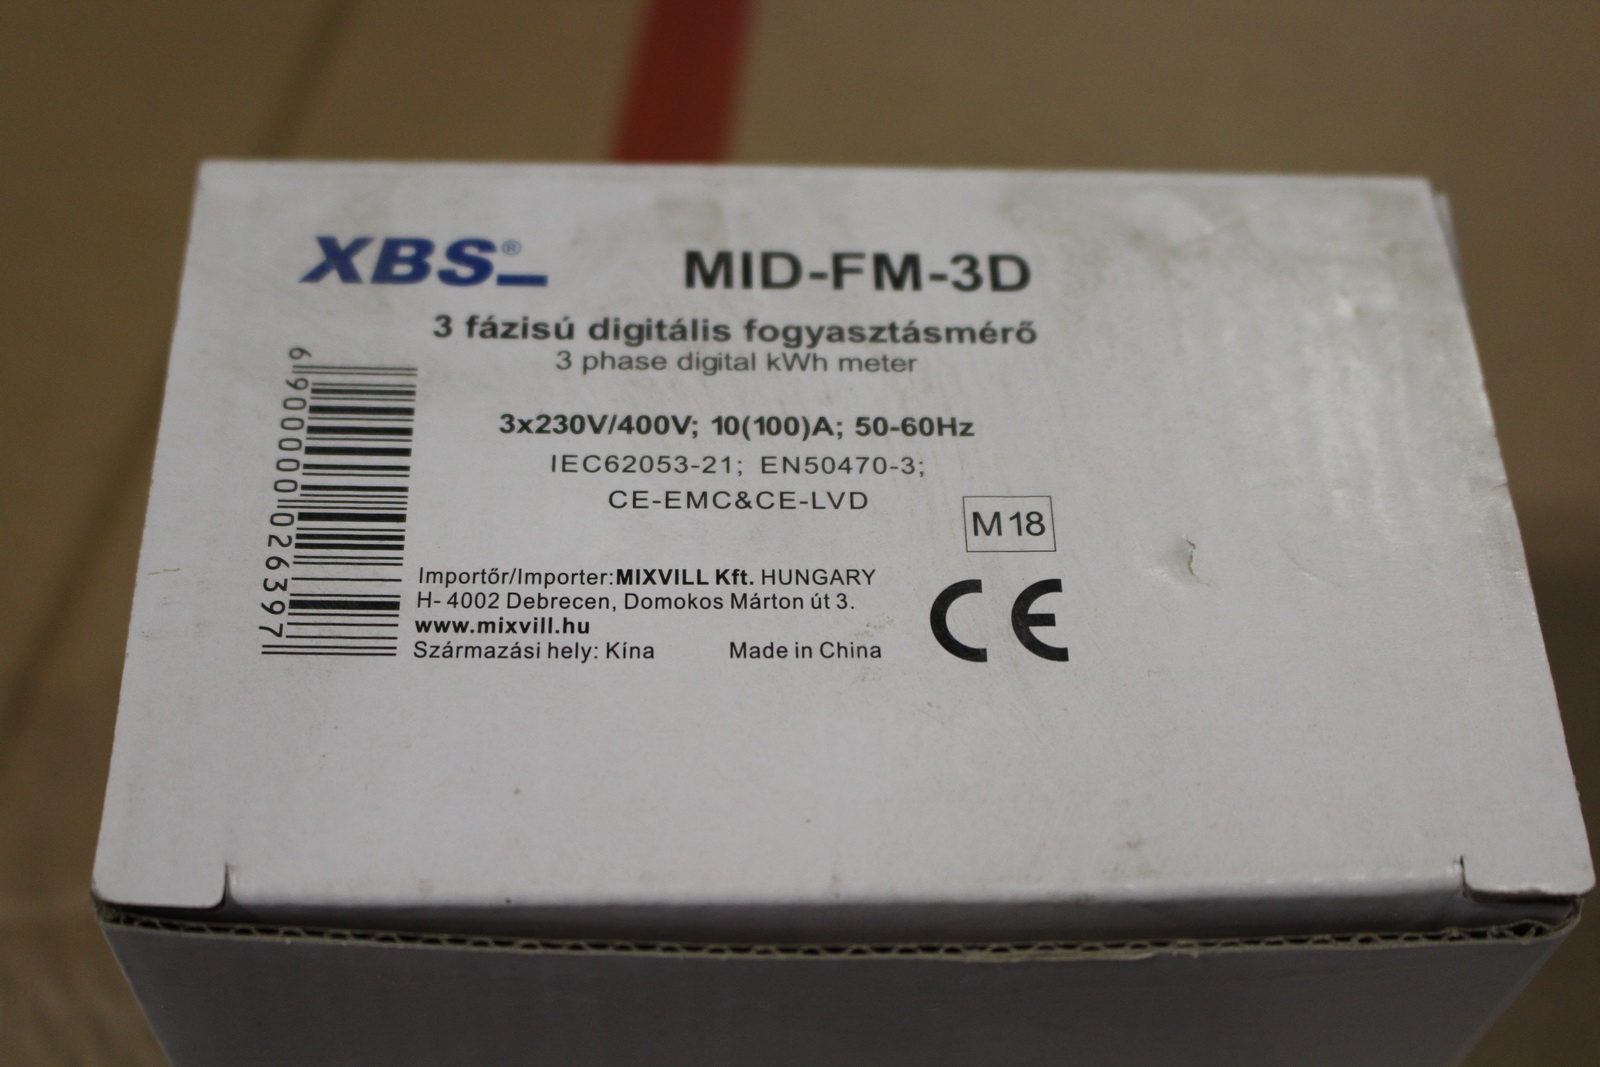 XBS® MID-FM-3D
3 fázisú digitális fogyasztásmérő
3 phase digital kWh meter
3x230V/400V; 10(100)A; 50-60Hz
IEC62053-21; EN50470-3;
CE-EMC&CE-LVD
M18
6900000026397
Importőr/Importer:MIXVILL Kft. HUNGARY
H- 4002 Debrecen, Domokos Márton út 3.
www.mixvill.hu
Származási hely: Kína Made in China
CE